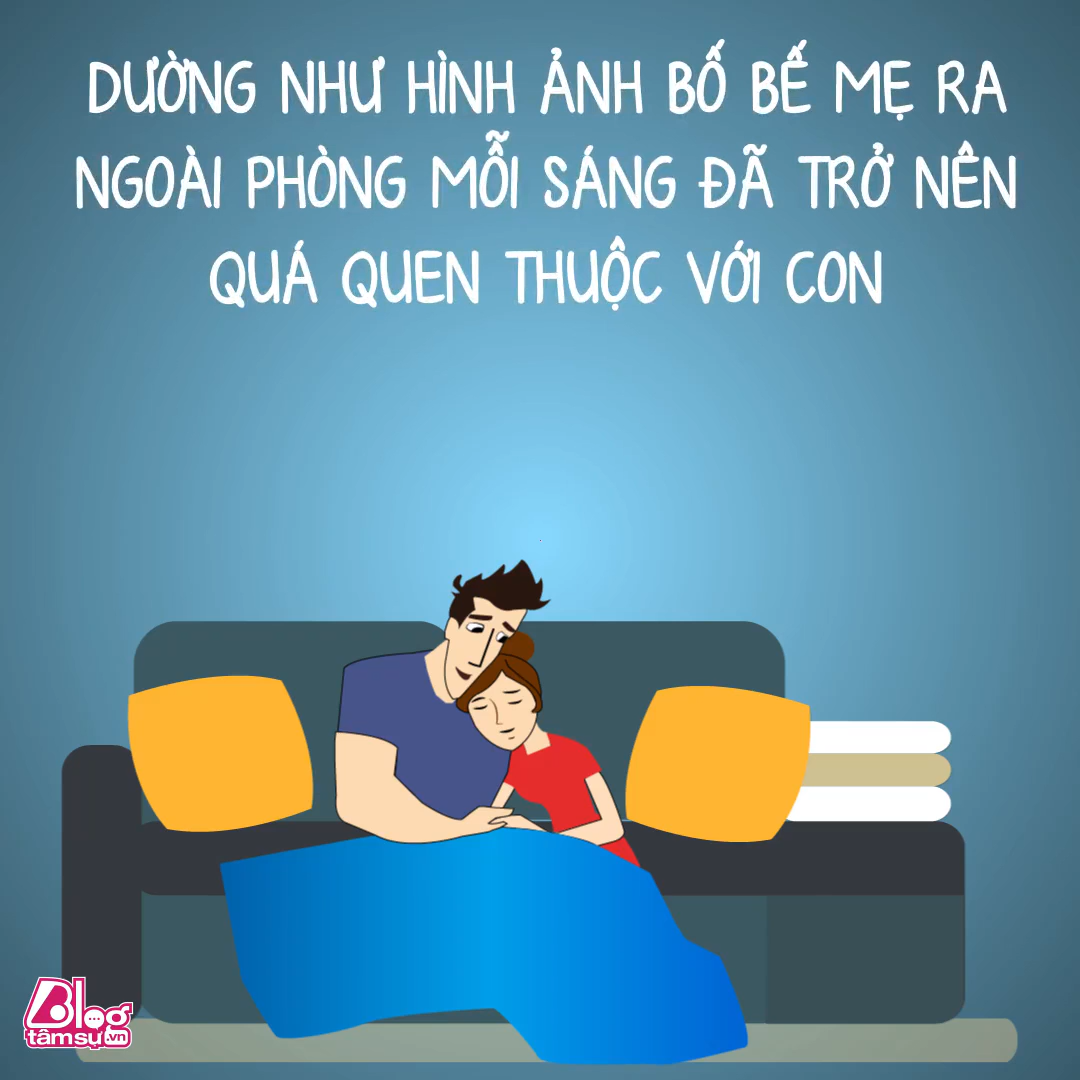 DƯỜNG NHƯ HÌNH ẢNH BỐ BẾ MẸ RA
NGOÀI PHÒNG MỖI SÁNG ĐÃ TRỞ NÊN
QUÁ QUEN THUỘC VỚI CON
Blog
tâmsự.vn